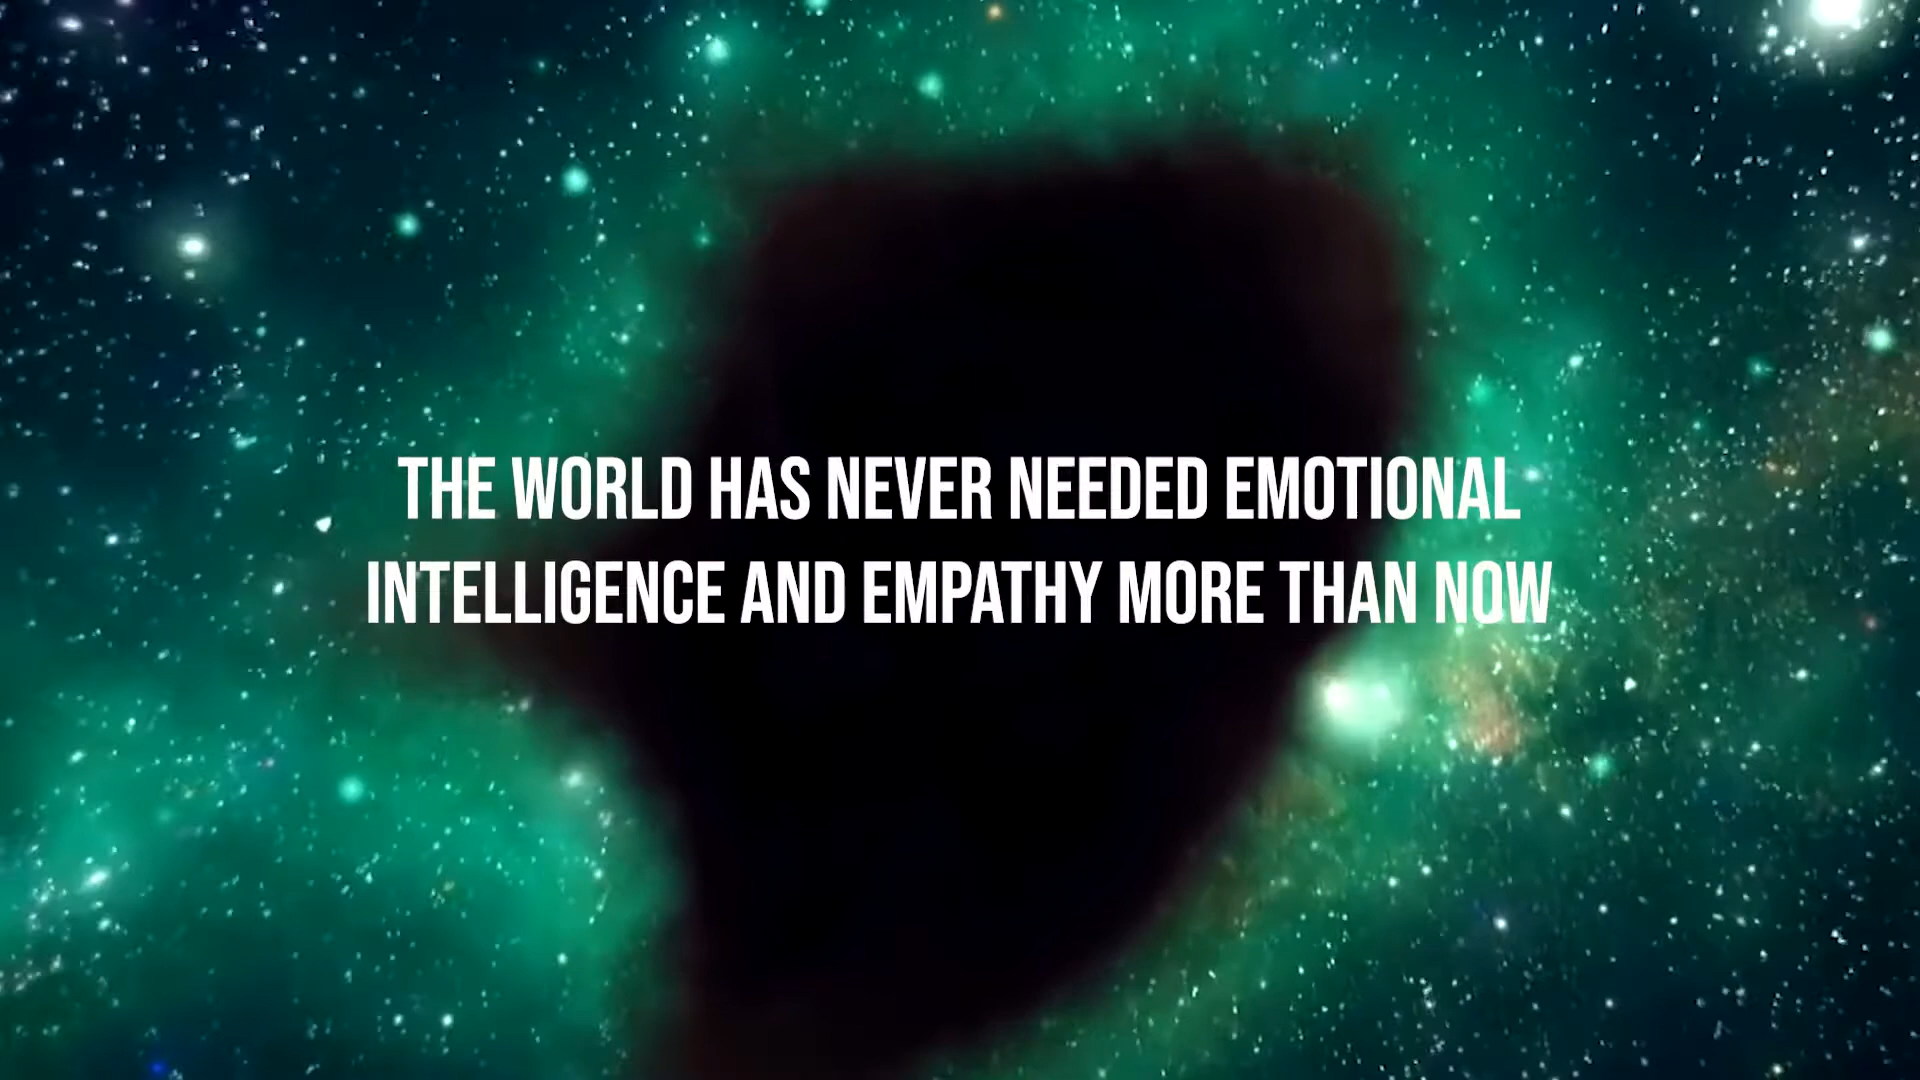 THE WORLD HAS NEVER NEEDED EMOTIONAL
INTELLIGENCE AND EMPATHY MORE THAN NOW